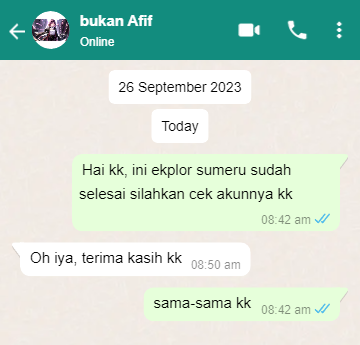 bukan Afif
Online
26 September 2023
Today
Hai kk, ini ekplor sumeru sudah
selesai silahkan cek akunnya kk
08:42 am
Oh iya, terima kasih kk 08:50 am
sama-sama kk 08:42 am